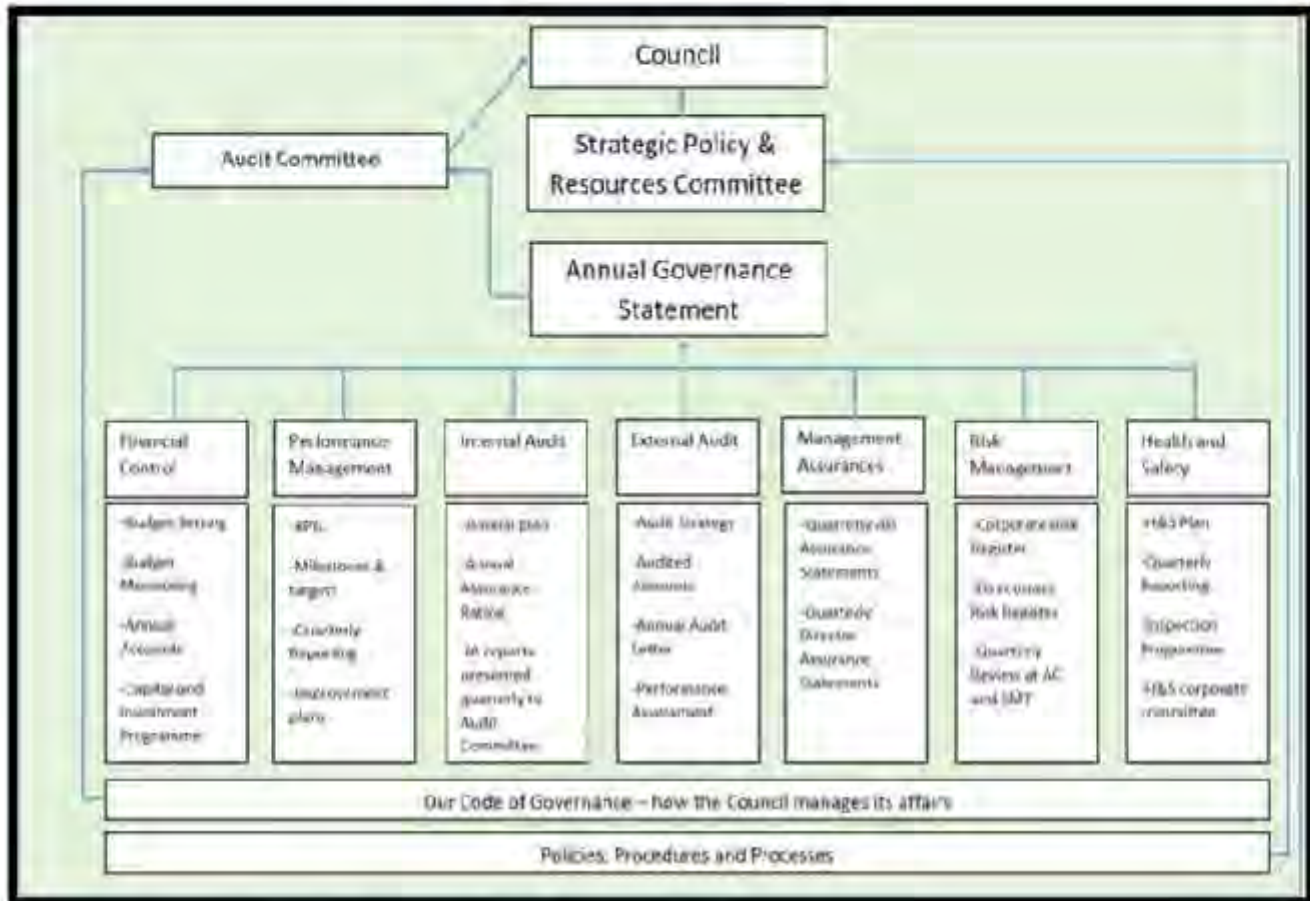 Council
Audit Committee
Strategic Policy &
Resources Committee
Annual Governance
Statement
Financial
Control
-Budget Setting
-Budget
Monitoring
-Annual
Accounts
-Capital and
Investment
Programme
Performance
Management
-KPIs
-Milestones &
targets
-Quarterly
Reporting
-Improvement
plans
Internal Audit
-Annual plan
-Annual
Assurance
Rating
-IA reports
presented
quarterly to
Audit
Committee
External Audit
-Audit Strategy
-Audited
Accounts
-Annual Audit
Letter
-Performance
Assessment
Management
Assurances
-Quarterly
Assurance
Statements
-Quarterly
Director
Assurance
Statements
Risk
Management
-Corporate Risk
Register
Risk Register
-Quarterly
Review at AC
and SMT
Health and
Safety
-H&S Plan
-Quarterly
Reporting
-Inspection
Programme
-H&S corporate
committee
Our Code of Governance – how the Council manages its affairs
Policies, Procedures and Processes